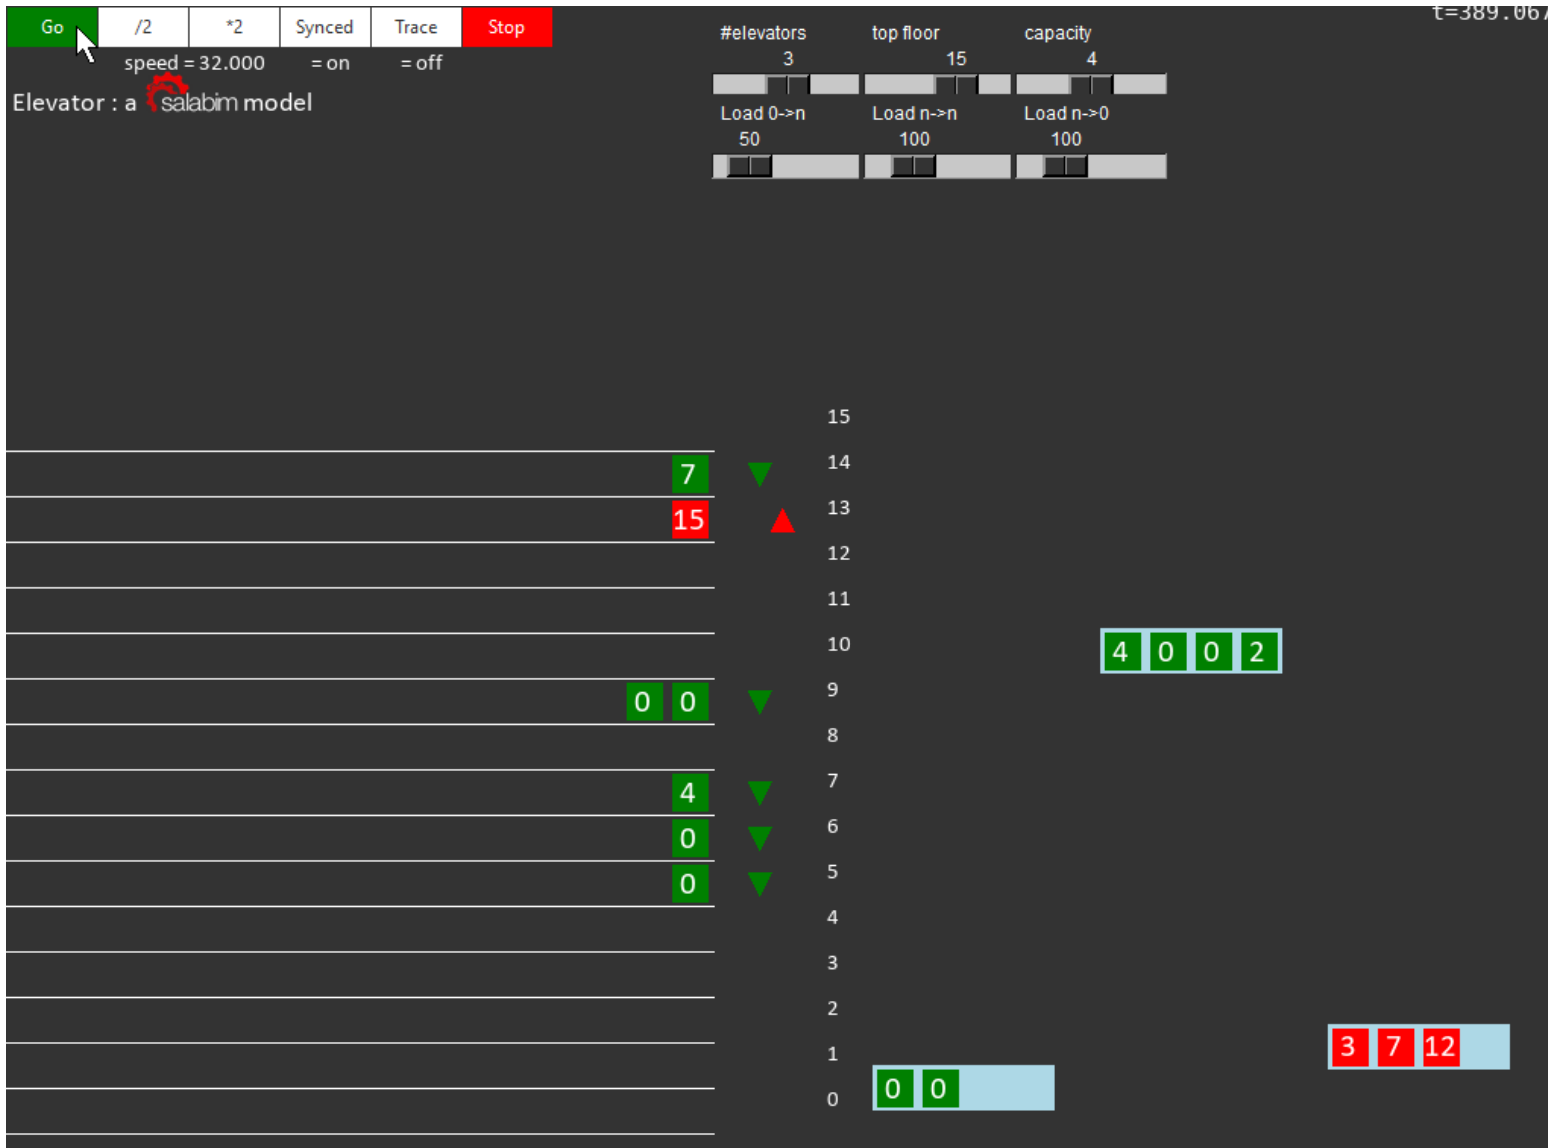 t=389.067
Go /2 *2 Synced Trace Stop
speed = 32.000 = on = off
Elevator : a salabim model
#elevators top floor capacity
3 15 4
Load 0->n Load n->n Load n->0
50 100 100
15
7 14
15 13
12
11
10 4 0 0 2
0 0 9
8
4 7
0 6
0 5
4
3
2
1 3 7 12
0 0 0